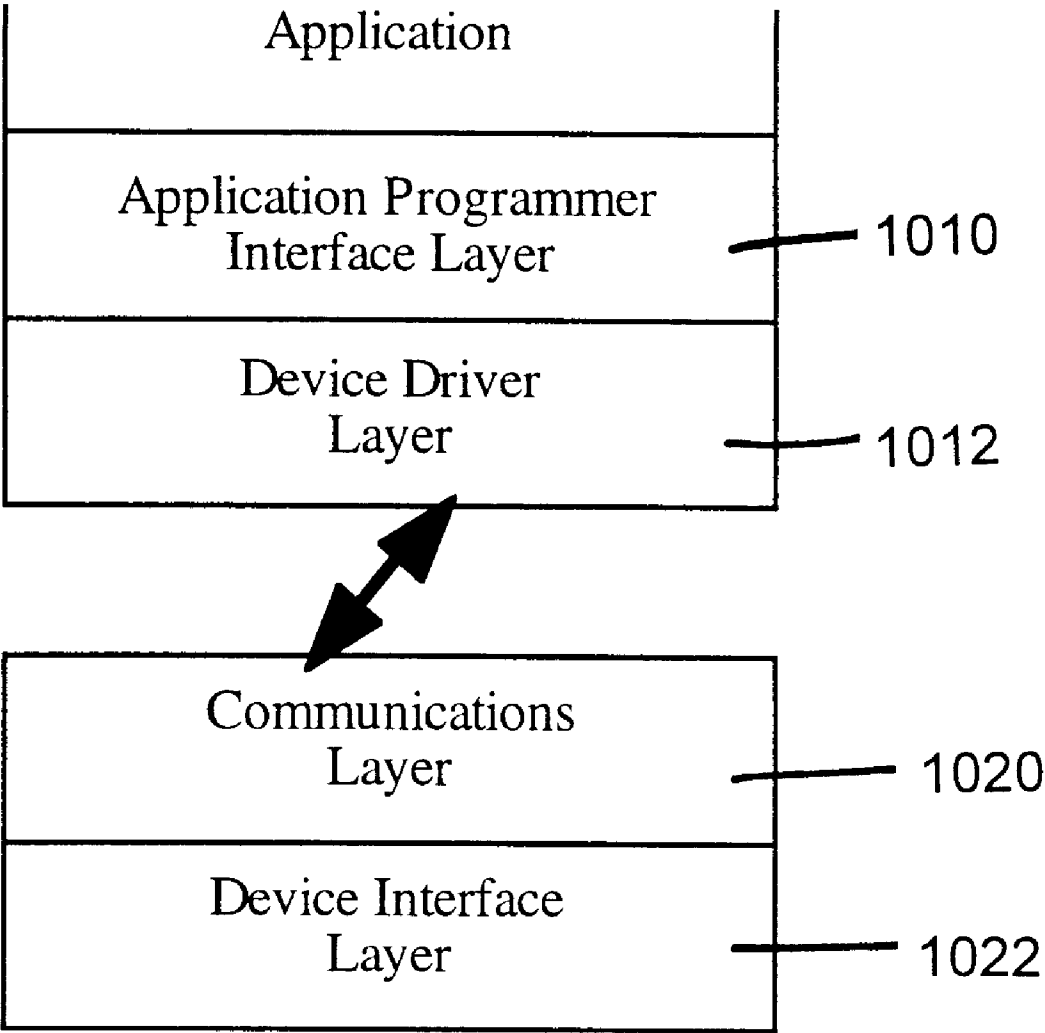 Application
Application Programmer
Interface Layer
1010
Device Driver
Layer
1012
Communications
Layer
1020
Device Interface
Layer
1022